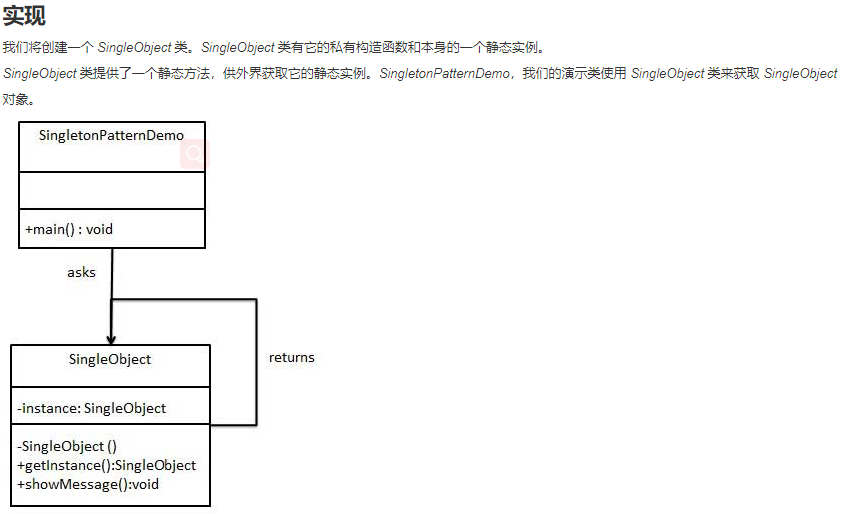 实现
我们将创建一个 SingleObject 类。SingleObject 类有它的私有构造函数和本身的一个静态实例。
SingleObject 类提供了一个静态方法，供外界获取它的静态实例。SingletonPatternDemo，我们的演示类使用 SingleObject 类来获取 SingleObject
对象。
SingletonPatternDemo
+main() : void
asks
returns
SingleObject
-instance: SingleObject
-SingleObject ()
+getInstance():SingleObject
+showMessage():void